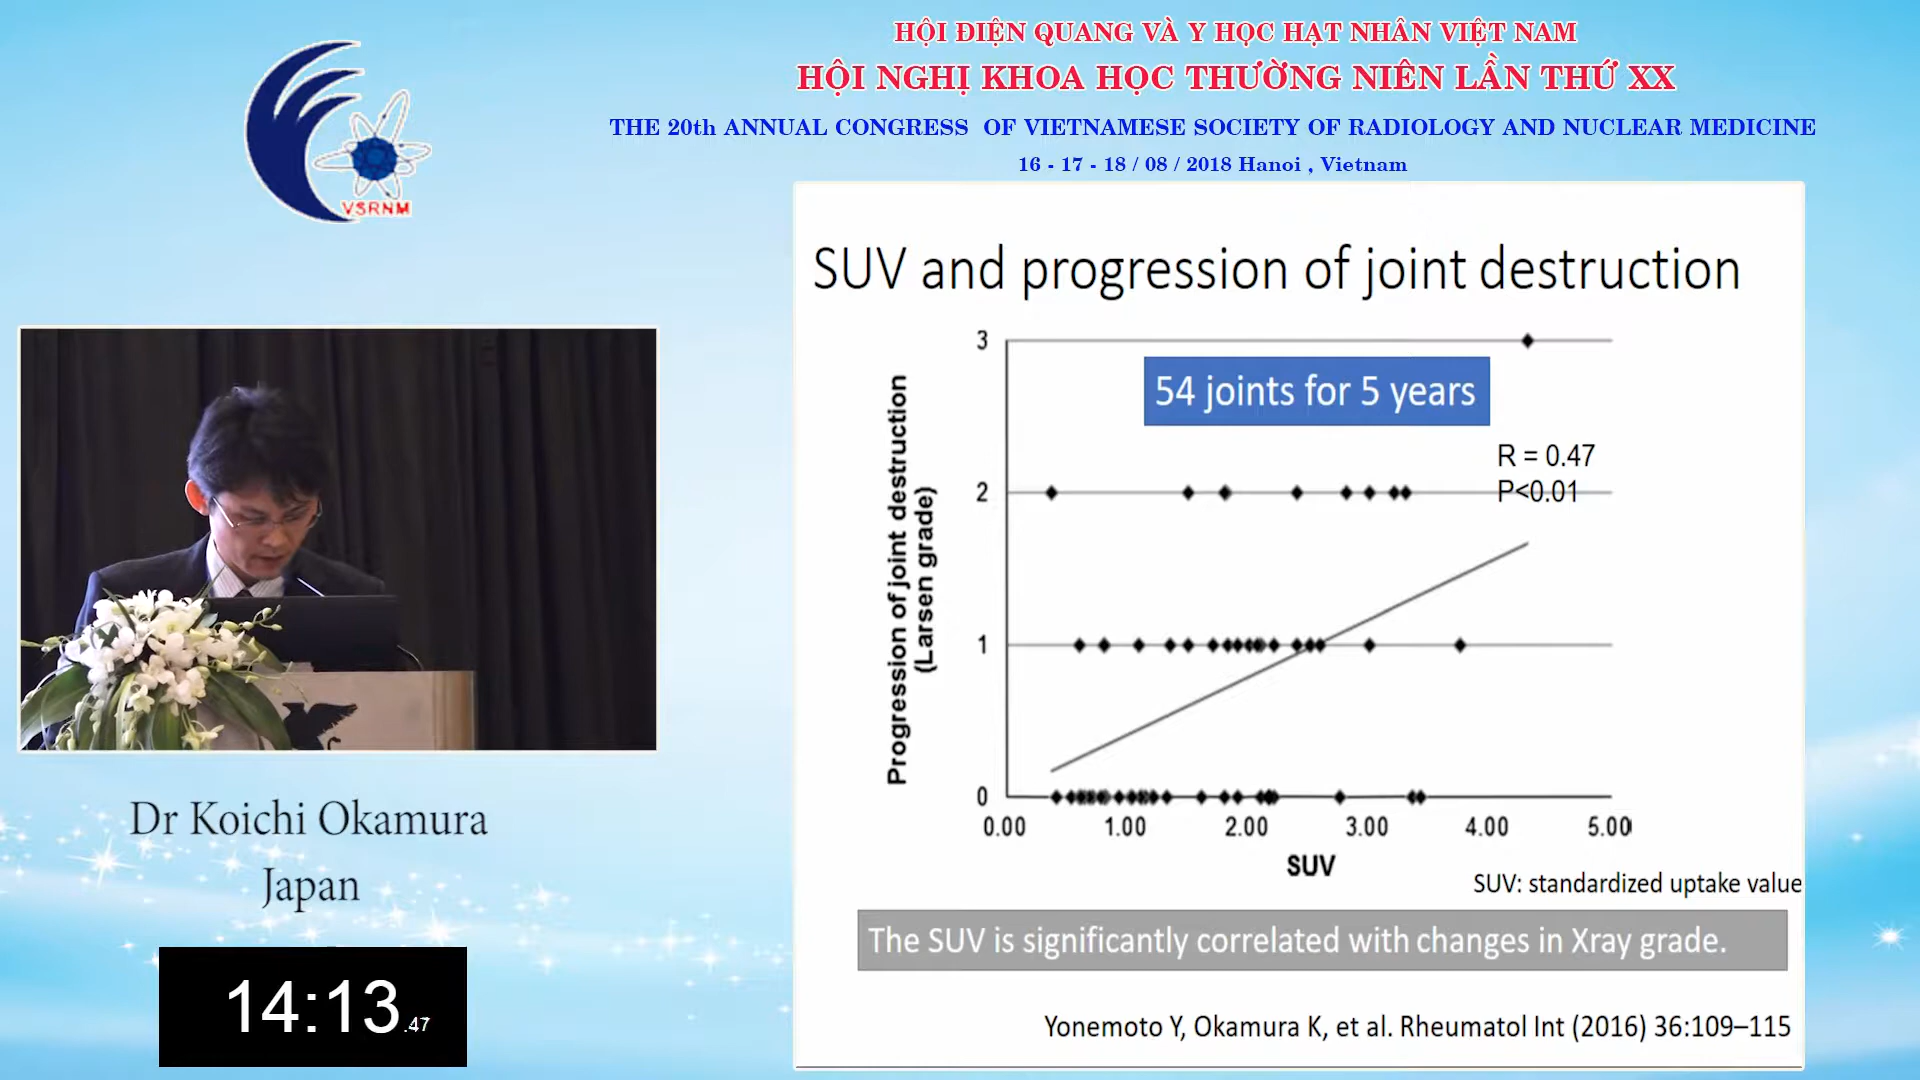 HỘI ĐIỆN QUANG VÀ Y HỌC HẠT NHÂN VIỆT NAM
HỘI NGHỊ KHOA HỌC THƯỜNG NIÊN LẦN THỨ XX
THE 20th ANNUAL CONGRESS OF VIETNAMESE SOCIETY OF RADIOLOGY AND NUCLEAR MEDICINE
16 - 17 - 18 / 08 / 2018 Hanoi , Vietnam
VSRNM
SUV and progression of joint destruction
54 joints for 5 years
R = 0.47
P<0.01
Progression of joint destruction
(Larsen grade)
3
2
1
0
0.00 1.00 2.00 3.00 4.00 5.00
SUV
SUV: standardized uptake value
The SUV is significantly correlated with changes in Xray grade.
Yonemoto Y, Okamura K, et al. Rheumatol Int (2016) 36:109–115
Dr Koichi Okamura
Japan
14:13.47